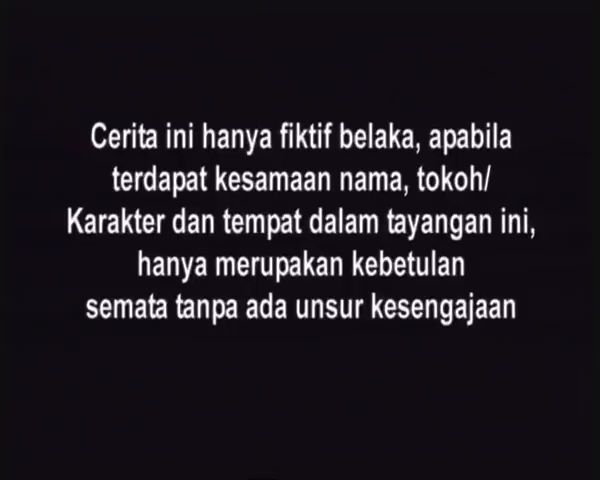 Cerita ini hanya fiktif belaka, apabila
terdapat kesamaan nama, tokoh/
Karakter dan tempat dalam tayangan ini,
hanya merupakan kebetulan
semata tanpa ada unsur kesengajaan